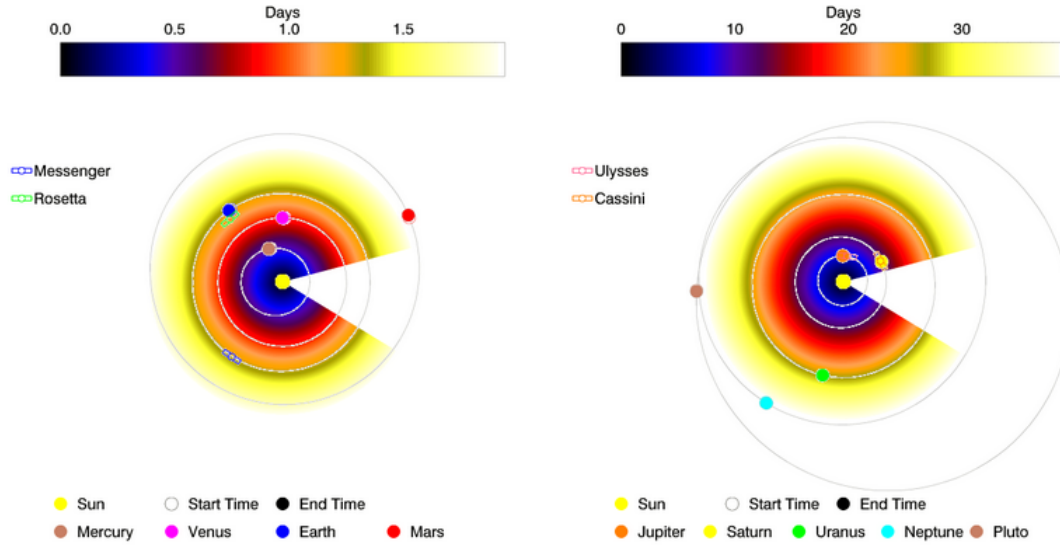 Days
0.0 0.5 1.0 1.5
Messenger
Rosetta
Sun Start Time End Time
Mercury Venus Earth Mars
Days
0 10 20 30
Ulysses
Cassini
Sun Start Time End Time
Jupiter Saturn Uranus Neptune Pluto